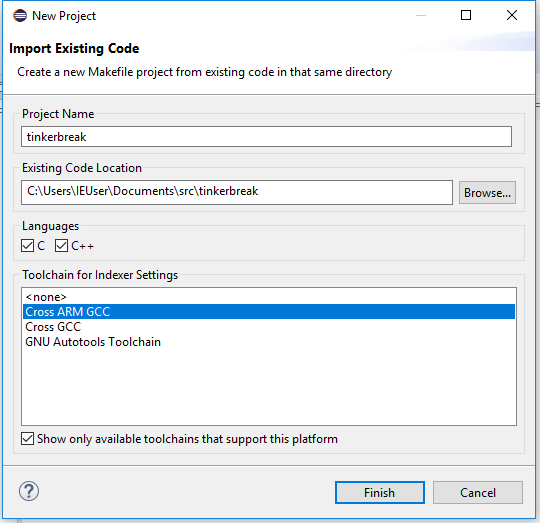 New Project
Import Existing Code
Create a new Makefile project from existing code in that same directory
Project Name
tinkerbreak
Existing Code Location
C:\Users\IEUser\Documents\src\tinkerbreak
Browse...
Languages
C C++
Toolchain for Indexer Settings
<none>
Cross ARM GCC
Cross GCC
GNU Autotools Toolchain
Show only available toolchains that support this platform
? Finish Cancel